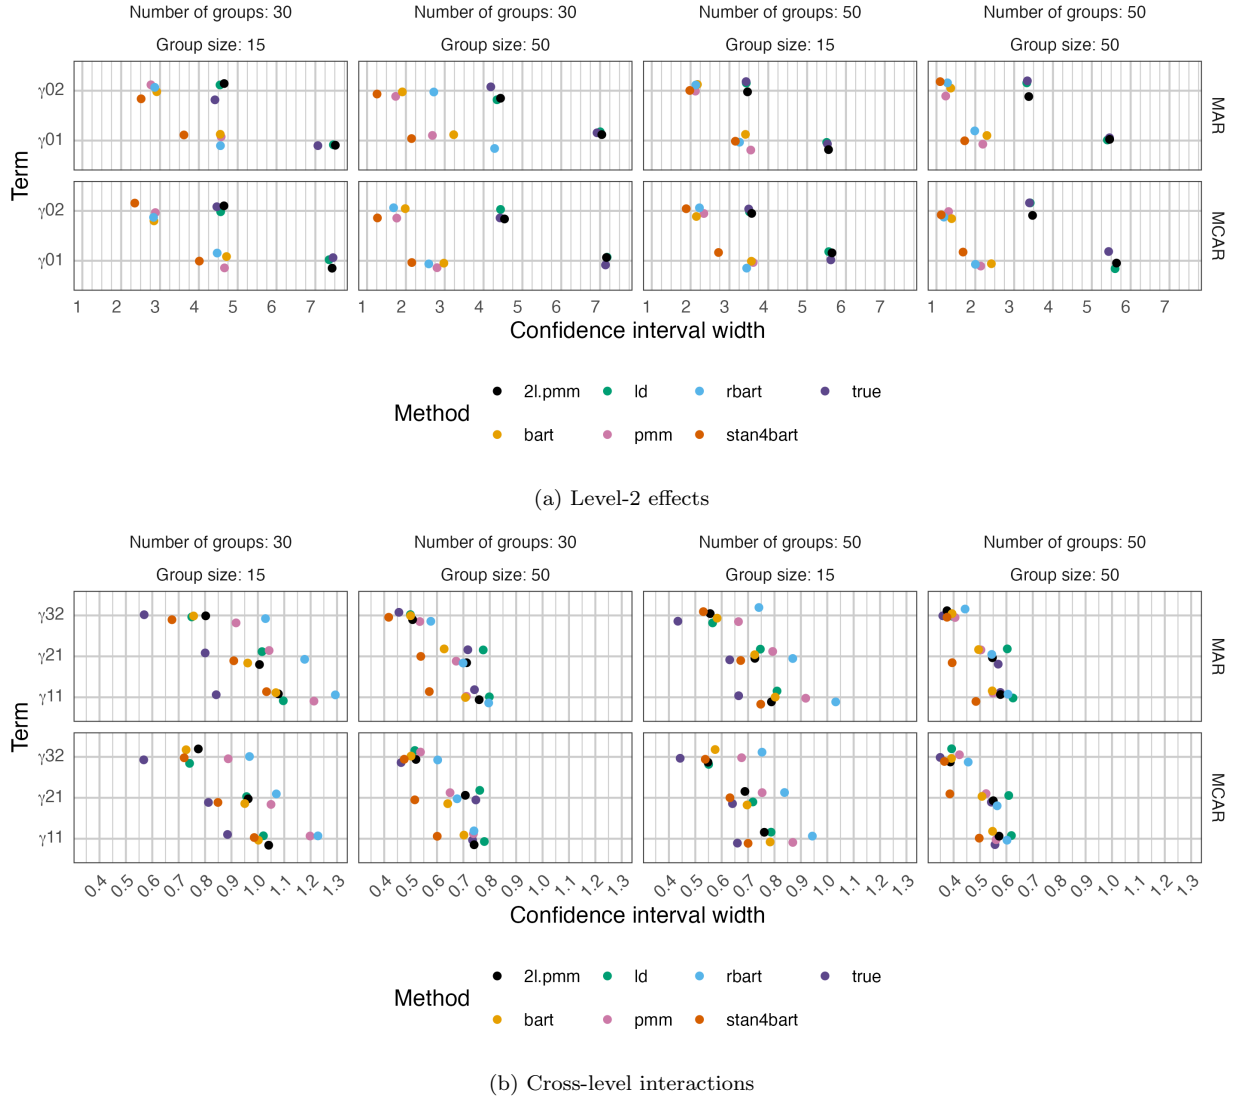 Number of groups: 30 Number of groups: 30 Number of groups: 50 Number of groups: 50
Group size: 15 Group size: 50 Group size: 15 Group size: 50
γ02
γ01
MAR
Term
γ02
γ01
MCAR
1 2 3 4 5 6 7 1 2 3 4 5 6 7 1 2 3 4 5 6 7 1 2 3 4 5 6 7
Confidence interval width
Method
2l.pmm ld rbart true
bart pmm stan4bart
(a) Level-2 effects
Number of groups: 30 Number of groups: 30 Number of groups: 50 Number of groups: 50
Group size: 15 Group size: 50 Group size: 15 Group size: 50
γ32
γ21
γ11
MAR
Term
γ32
γ21
γ11
MCAR
0.4 0.5 0.6 0.7 0.8 0.9 1.0 1.1 1.2 1.3 0.4 0.5 0.6 0.7 0.8 0.9 1.0 1.1 1.2 1.3 0.4 0.5 0.6 0.7 0.8 0.9 1.0 1.1 1.2 1.3 0.4 0.5 0.6 0.7 0.8 0.9 1.0 1.1 1.2 1.3
Confidence interval width
Method
2l.pmm ld rbart true
bart pmm stan4bart
(b) Cross-level interactions